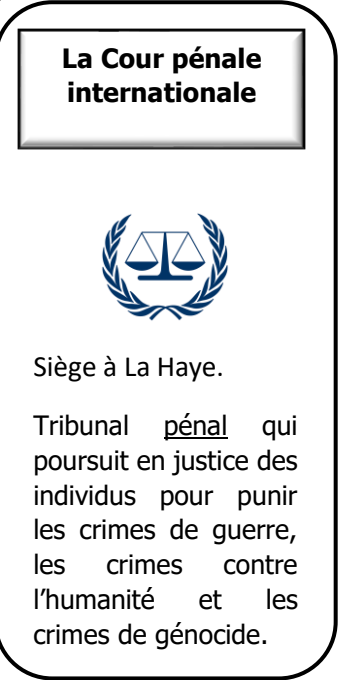 La Cour pénale
internationale
Siège à La Haye.
Tribunal pénal qui
poursuit en justice des
individus pour punir
les crimes de guerre,
les crimes contre
l’humanité et les
crimes de génocide.